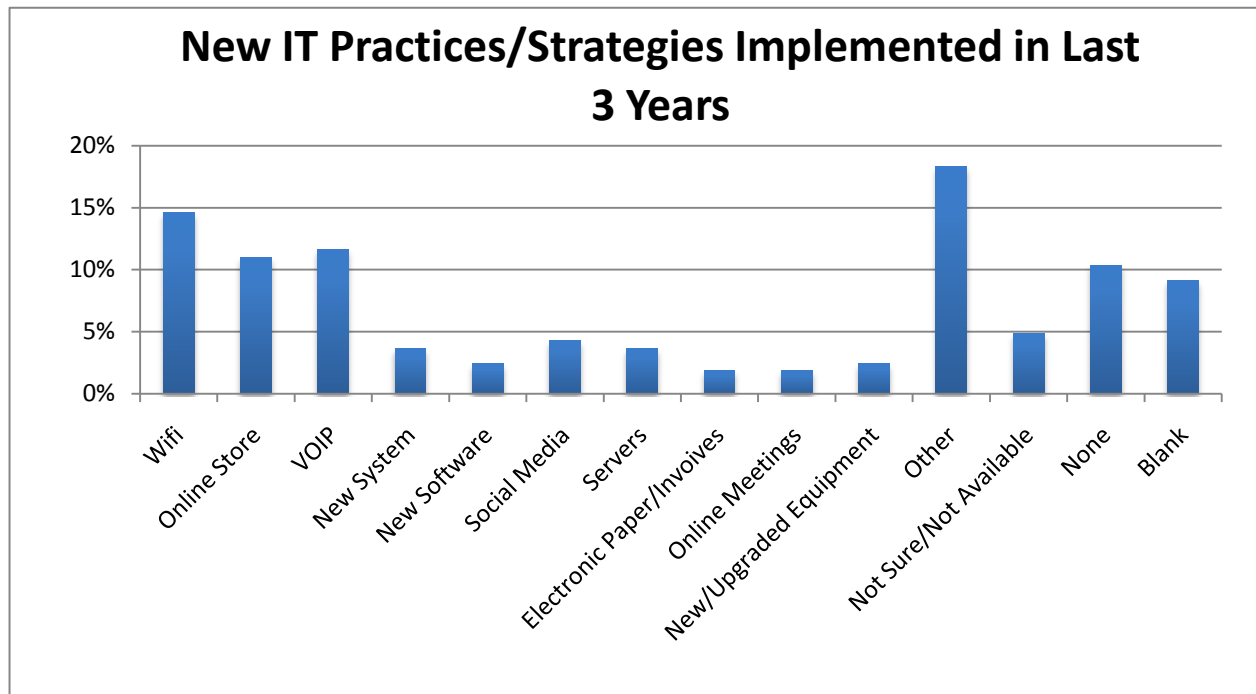 New IT Practices/Strategies Implemented in Last
3 Years
20%
15%
10%
5%
0%
Wifi
Online Store
VOIP
New System
New Software
Social Media
Servers
Electronic Paper/Invoives
Online Meetings
New/Upgraded Equipment
Other
Not Sure/Not Available
None
Blank